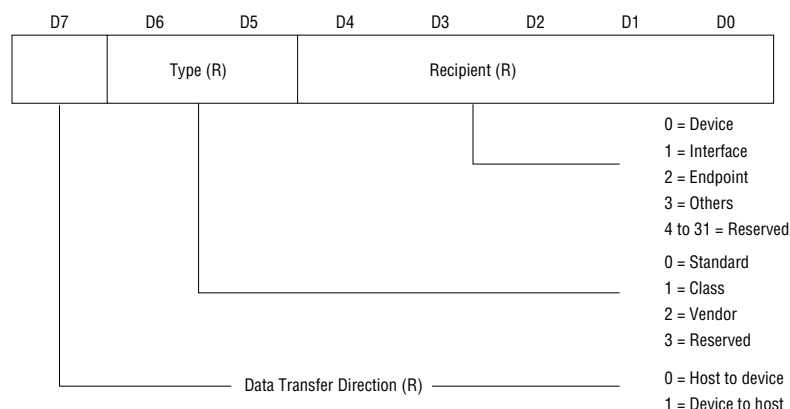 D7 D6 D5 D4 D3 D2 D1 D0
Type (R) Recipient (R)
0 = Device
1 = Interface
2 = Endpoint
3 = Others
4 to 31 = Reserved
0 = Standard
1 = Class
2 = Vendor
3 = Reserved
Data Transfer Direction (R) 0 = Host to device
1 = Device to host